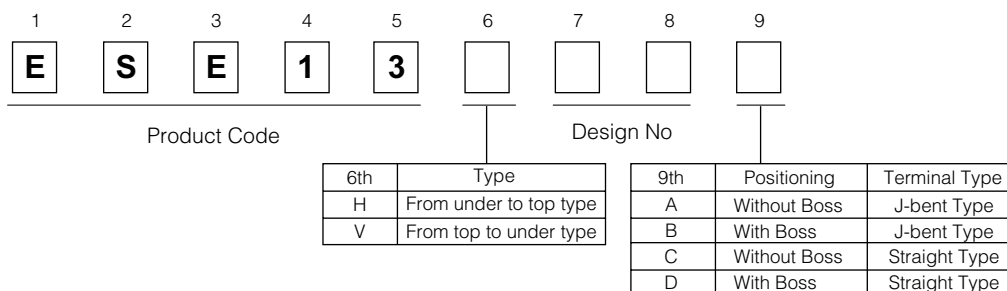 1 2 3 4 5 6 7 8 9
E S E 1 3
Product Code Design No
6th Type
H From under to top type
V From top to under type
9th Positioning Terminal Type
A Without Boss J-bent Type
B With Boss J-bent Type
C Without Boss Straight Type
D With Boss Straight Type